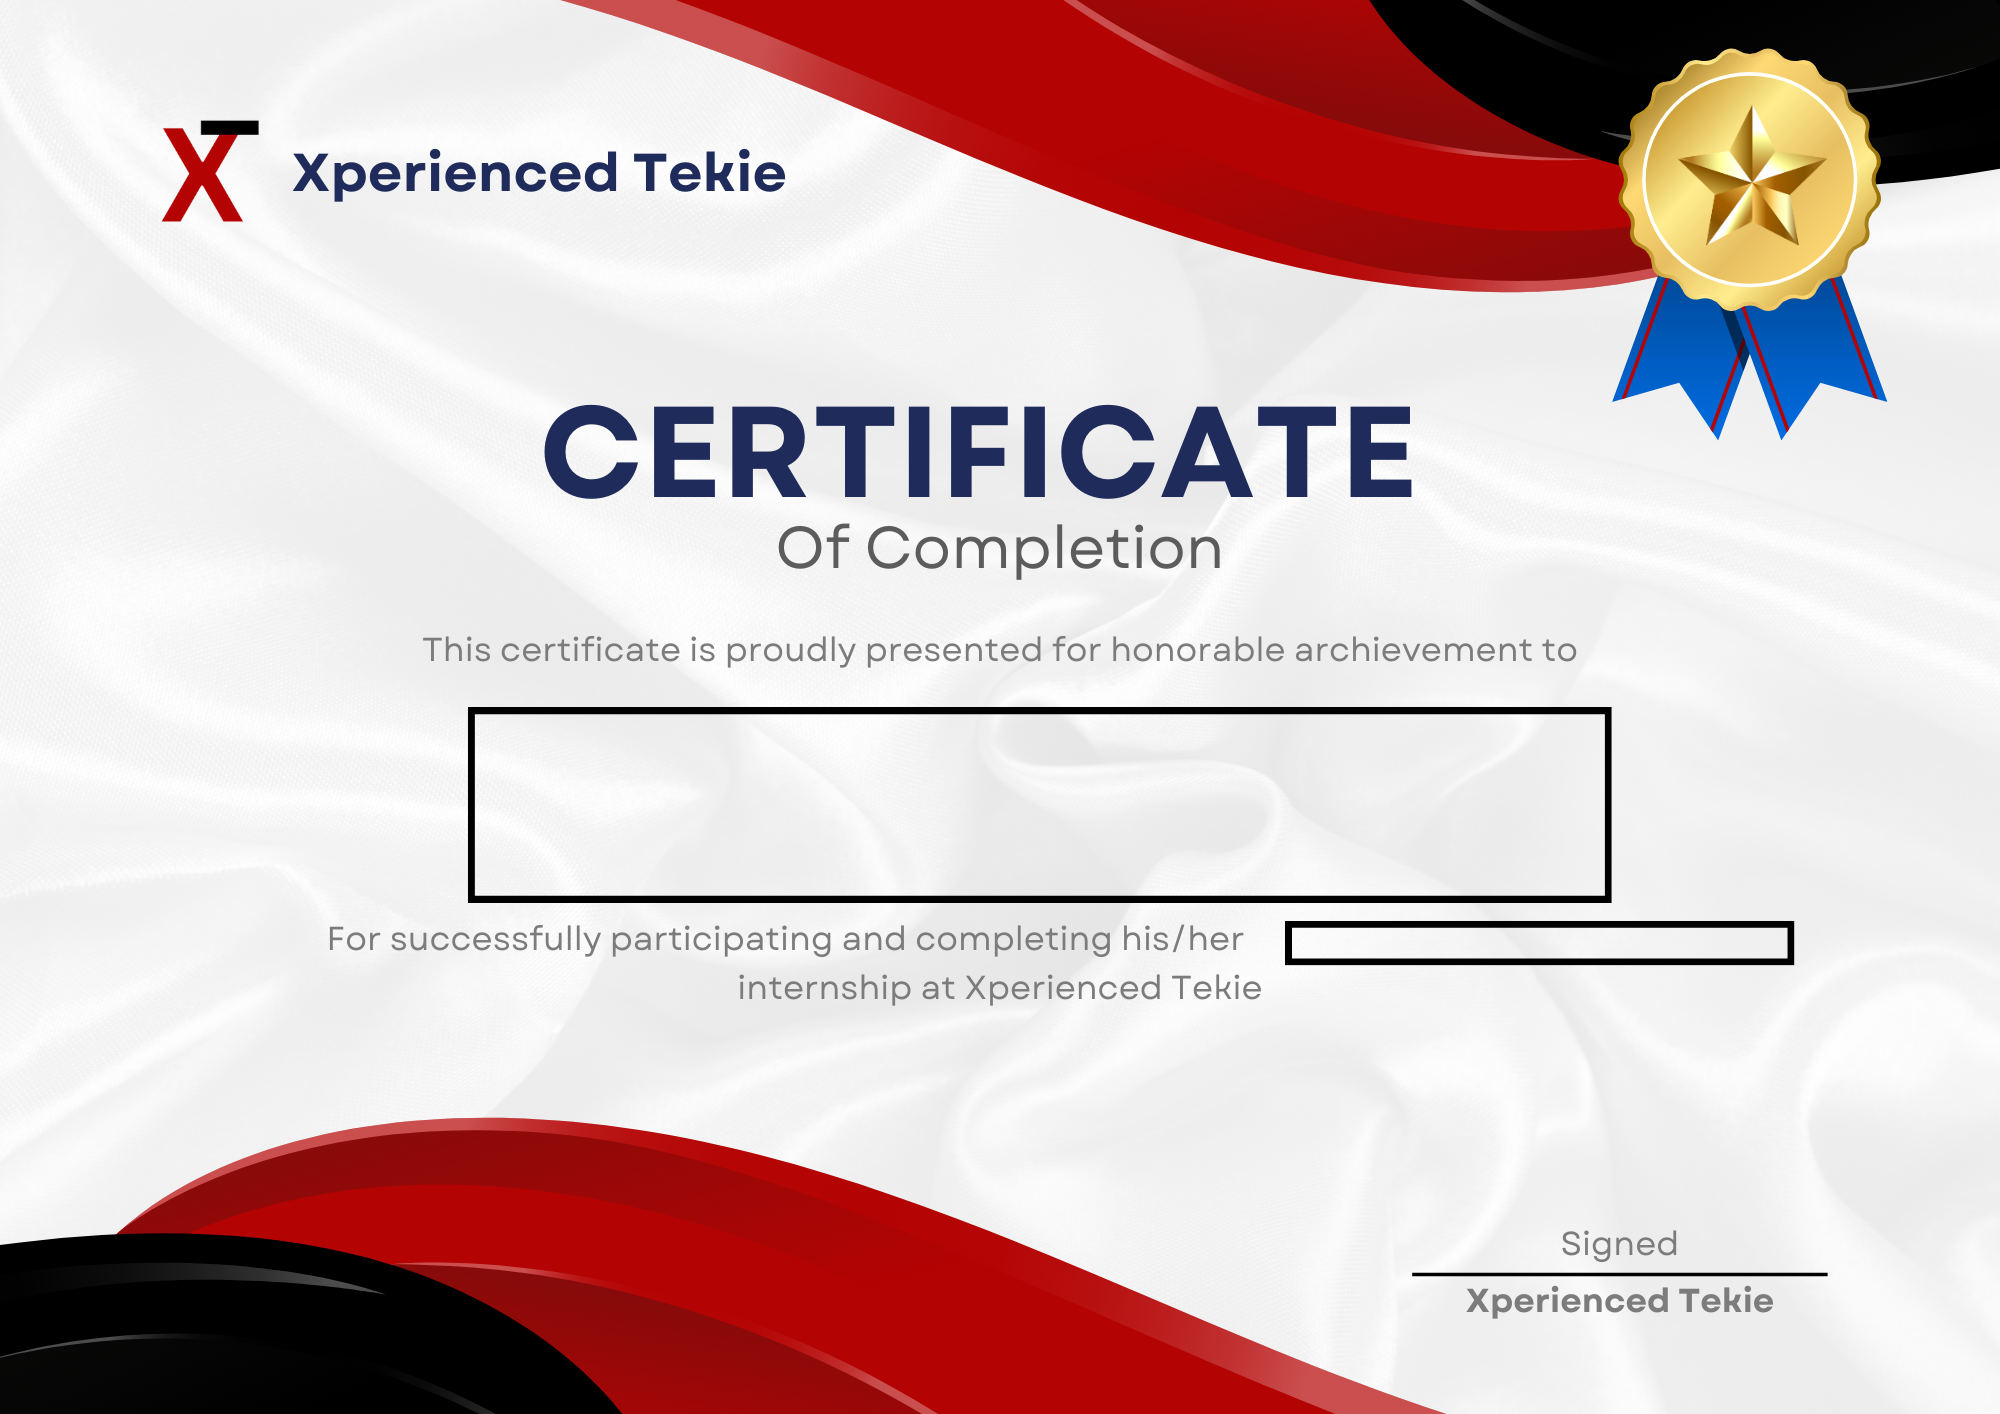 XT
Xperienced Tekie
CERTIFICATE
Of Completion
This certificate is proudly presented for honorable archievement to
For successfully participating and completing his/her
internship at Xperienced Tekie
Signed
Xperienced Tekie